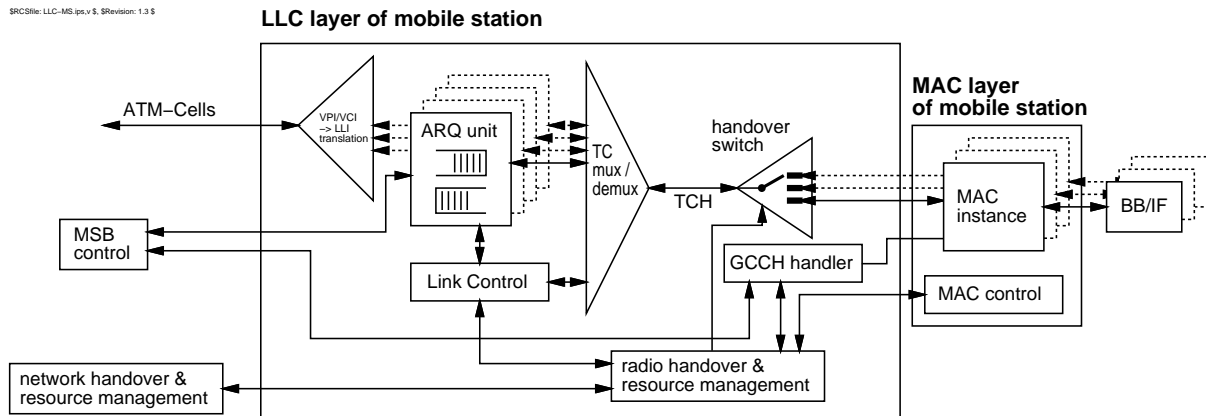 $RCSfile: LLC–MS.ips,v $, $Revision: 1.3 $
LLC layer of mobile station
MAC layer
of mobile station
ATM–Cells
VPI/VCI
–> LLI
translation
ARQ unit
TC
mux /
demux
handover
switch
TCH
MAC
instance
BB/IF
MSB
control
Link Control
GCCH handler
MAC control
radio handover &
resource management
network handover &
resource management